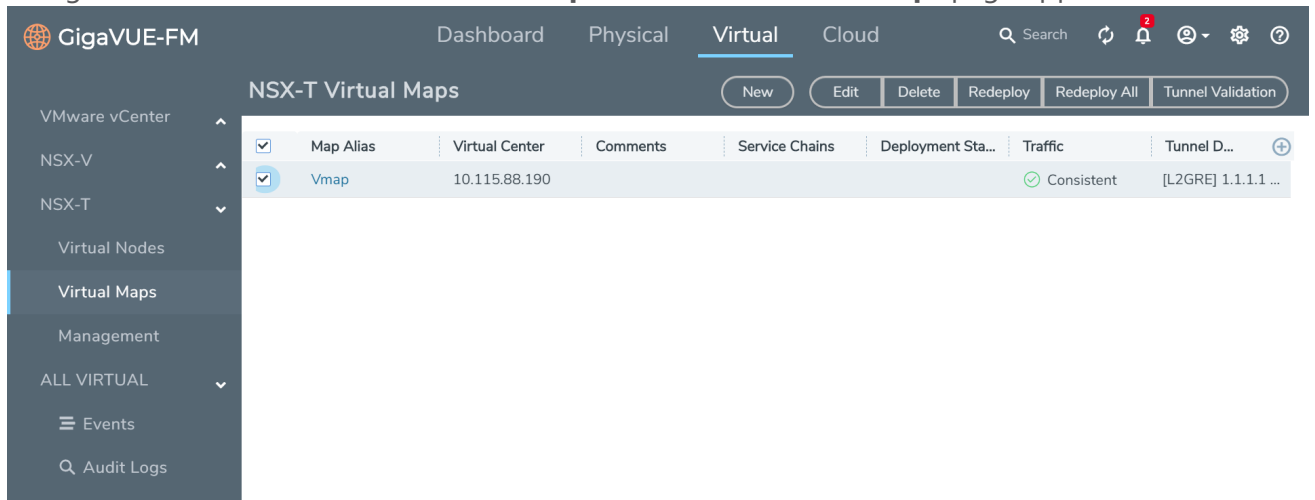 GigaVUE-FM
Dashboard Physical Virtual Cloud
Search 2
NSX-T Virtual Maps
New Edit Delete Redeploy Redeploy All Tunnel Validation
VMware vCenter
NSX-V
NSX-T
Virtual Nodes
Virtual Maps
Management
ALL VIRTUAL
Events
Audit Logs
Map Alias Virtual Center Comments Service Chains Deployment Sta... Traffic Tunnel D...
Vmap 10.115.88.190 Consistent [L2GRE] 1.1.1.1 ...